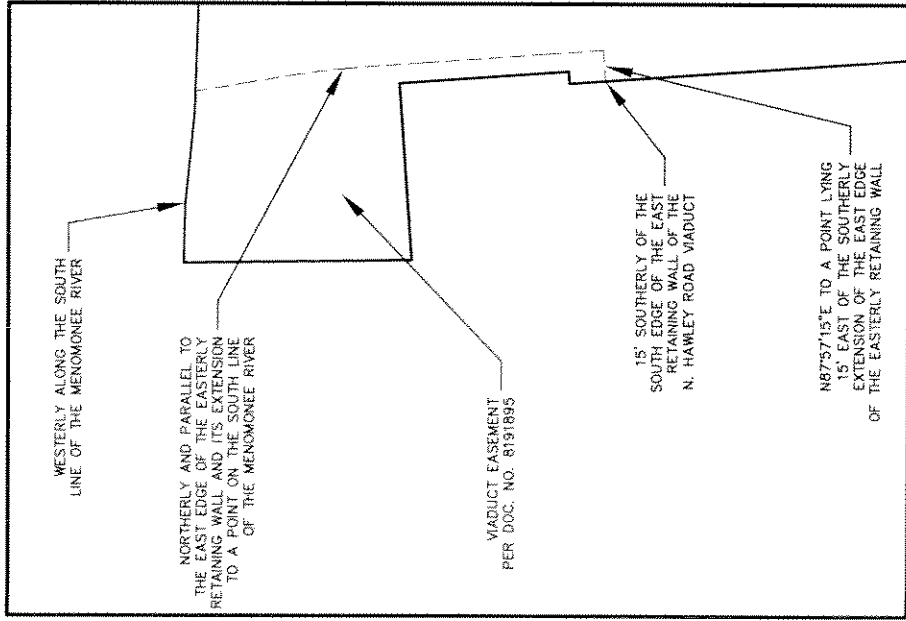 WESTERLY ALONG THE SOUTH
LINE OF THE MENOMONEE RIVER
NORTHERLY AND PARALLEL TO
THE EAST EDGE OF THE EASTERLY
RETAINING WALL AND ITS EXTENSION
TO A POINT ON THE SOUTH LINE
OF THE MENOMONEE RIVER
VIADUCT EASEMENT
PER DOC. NO. 8191895
15' SOUTHERLY OF THE
SOUTH EDGE OF THE EAST
RETAINING WALL OF THE
N. HAWLEY ROAD VIADUCT
N87°57'15"E TO A POINT LYING
15' EAST OF THE SOUTHERLY
EXTENSION OF THE EAST EDGE
OF THE EASTERLY RETAINING WALL